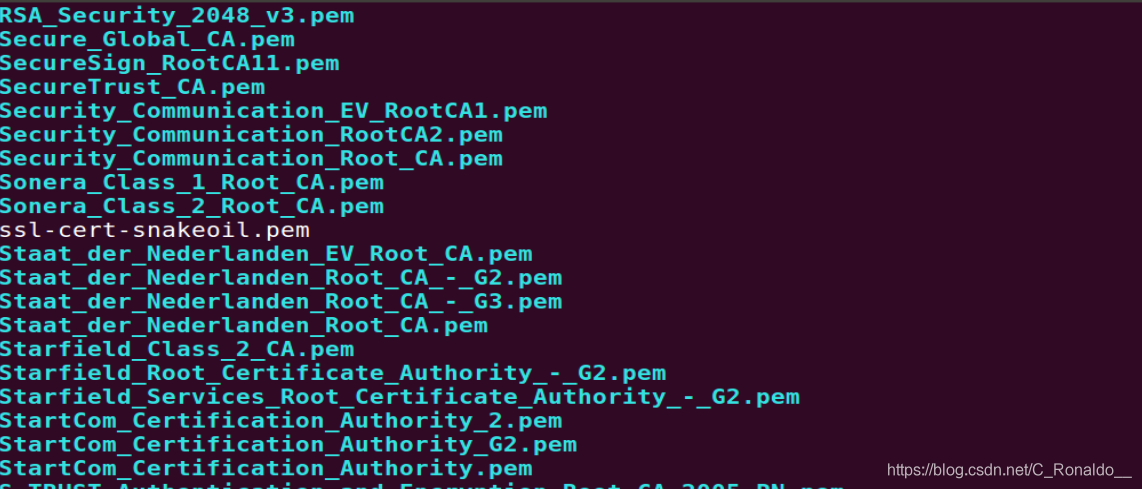 RSA_Security_2048_v3.pem
Secure_Global_CA.pem
SecureSign_RootCA11.pem
SecureTrust_CA.pem
Security_Communication_EV_RootCA1.pem
Security_Communication_RootCA2.pem
Security_Communication_Root_CA.pem
Sonera_Class_1_Root_CA.pem
Sonera_Class_2_Root_CA.pem
ssl-cert-snakeoil.pem
Staat_der_Nederlanden_EV_Root_CA.pem
Staat_der_Nederlanden_Root_CA_-_G2.pem
Staat_der_Nederlanden_Root_CA_-_G3.pem
Staat_der_Nederlanden_Root_CA.pem
Starfield_Class_2_CA.pem
Starfield_Root_Certificate_Authority_-_G2.pem
Starfield_Services_Root_Certificate_Authority_-_G2.pem
StartCom_Certification_Authority_2.pem
StartCom_Certification_Authority_G2.pem
StartCom_Certification_Authority.pem
https://blog.csdn.net/C_Ronaldo__
S_TRUST_Authentication_and_Encryption_Root_CA_2005_PN.pem